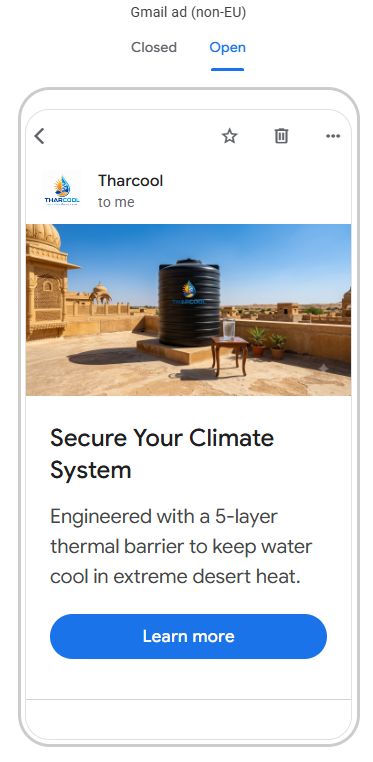 Gmail ad (non-EU)
Closed
Open
THARCOOL
Tharcool
to me
THARCOOL
Secure Your Climate
System
Engineered with a 5-layer
thermal barrier to keep water
cool in extreme desert heat.
Learn more